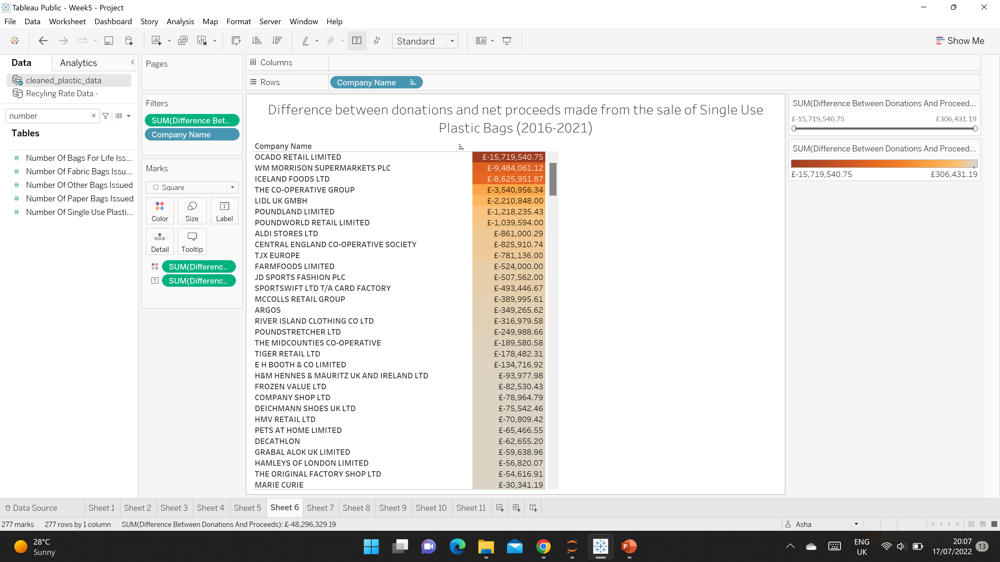 Tableau Public - Week5 - Project
File Data Worksheet Dashboard Story Analysis Map Format Server Window Help
Standard
Show Me
Data Analytics
cleaned_plastic_data
Recyling Rate Data -
number
Tables
Number Of Bags For Life Iss...
Number Of Fabric Bags Issu...
Number Of Other Bags Issued
Number Of Paper Bags Issued
Number Of Single Use Plasti...
Pages
Filters
SUM(Difference Bet..
Company Name
Marks
Square
Color Size Label
Detail Tooltip
SUM(Differenc..
SUM(Differenc..
Columns
Rows Company Name
Difference between donations and net proceeds made from the sale of Single Use
Plastic Bags (2016-2021)
Company Name
OCADO RETAIL LIMITED £-15,719,540.75
WM MORRISON SUPERMARKETS PLC £-9,484,061.12
ICELAND FOODS LTD £-8,625,951.87
THE CO-OPERATIVE GROUP £-3,540,956.34
LIDL UK GMBH £-2,210,848.00
POUNDLAND LIMITED £-1,218,235.43
POUNDWORLD RETAIL LIMITED £-1,039,594.00
ALDI STORES LTD £-861,000.29
CENTRAL ENGLAND CO-OPERATIVE SOCIETY £-825,910.74
TJX EUROPE £-781,136.00
FARMFOODS LIMITED £-524,000.00
JD SPORTS FASHION PLC £-507,562.00
SPORTSWIFT LTD T/A CARD FACTORY £-493,446.67
MCCOLLS RETAIL GROUP £-389,995.61
ARGOS £-349,265.62
RIVER ISLAND CLOTHING CO LTD £-316,979.58
POUNDSTRETCHER LTD £-249,988.66
THE MIDCOUNTIES CO-OPERATIVE £-189,580.58
TIGER RETAIL LTD £-178,482.31
E H BOOTH & CO LIMITED £-134,716.92
H&M HENNES & MAURITZ UK AND IRELAND LTD £-93,977.98
FROZEN VALUE LTD £-82,530.43
COMPANY SHOP LTD £-78,964.79
DEICHMANN SHOES UK LTD £-75,542.46
HMV RETAIL LTD £-70,809.42
PETS AT HOME LIMITED £-65,466.55
DECATHLON £-62,655.20
GRABAL ALOK UK LIMITED £-59,638.96
HAMLEYS OF LONDON LIMITED £-56,820.07
THE ORIGINAL FACTORY SHOP LTD £-54,616.91
MARIE CURIE £-30,341.19
SUM(Difference Between Donations And Proceed...
£-15,719,540.75 £306,431.19
SUM(Difference Between Donations And Proceed...
£-15,719,540.75 £306,431.19
Data Source Sheet 1 Sheet 2 Sheet 3 Sheet 4 Sheet 5 Sheet 6 Sheet 7 Sheet 8 Sheet 9 Sheet 10 Sheet 11
277 marks 277 rows by 1 column SUM(Difference Between Donations And Proceeds): £-48,296,329.19 Asha
28°C
Sunny
ENG
UK
20:07
17/07/2022
13